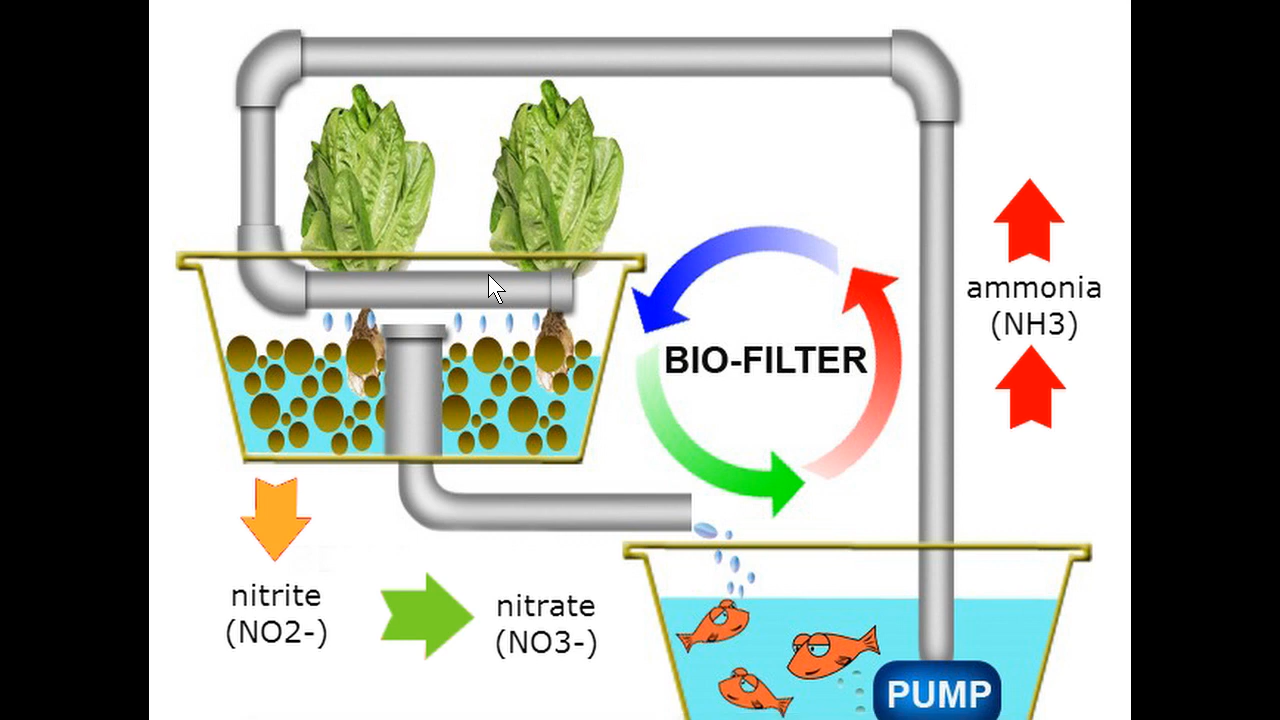 ammonia
(NH3)
BIO-FILTER
nitrite
(NO2-)
nitrate
(NO3-)
PUMP